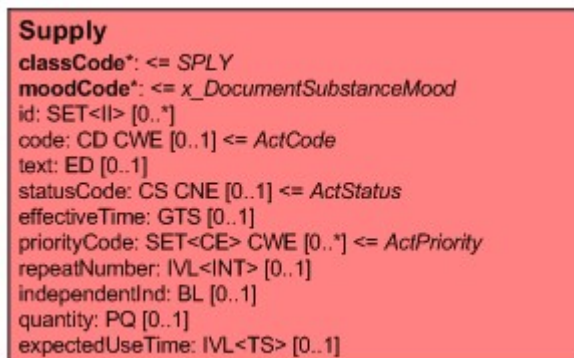 Supply
classCode*: <= SPLY
moodCode*: <= x_DocumentSubstanceMood
id: SET<II> [0..*]
code: CD CWE [0..1] <= ActCode
text: ED [0..1]
statusCode: CS CNE [0..1] <= ActStatus
effectiveTime: GTS [0..1]
priorityCode: SET<CE> CWE [0..*] <= ActPriority
repeatNumber: IVL<INT> [0..1]
independentInd: BL [0..1]
quantity: PQ [0..1]
expectedUseTime: IVL<TS> [0..1]